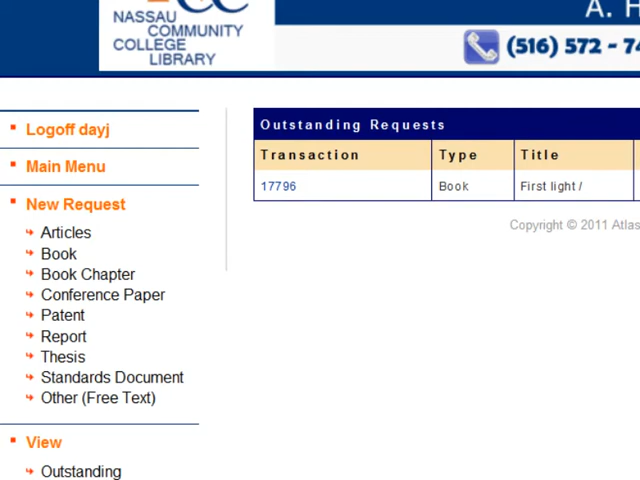 NASSAU
COMMUNITY
COLLEGE
LIBRARY
A. H
(516) 572 - 74
Logoff dayj
Main Menu
New Request
Articles
Book
Book Chapter
Conference Paper
Patent
Report
Thesis
Standards Document
Other (Free Text)
View
Outstanding
Outstanding Requests
Transaction Type Title
17796 Book First light /
Copyright © 2011 Atlas